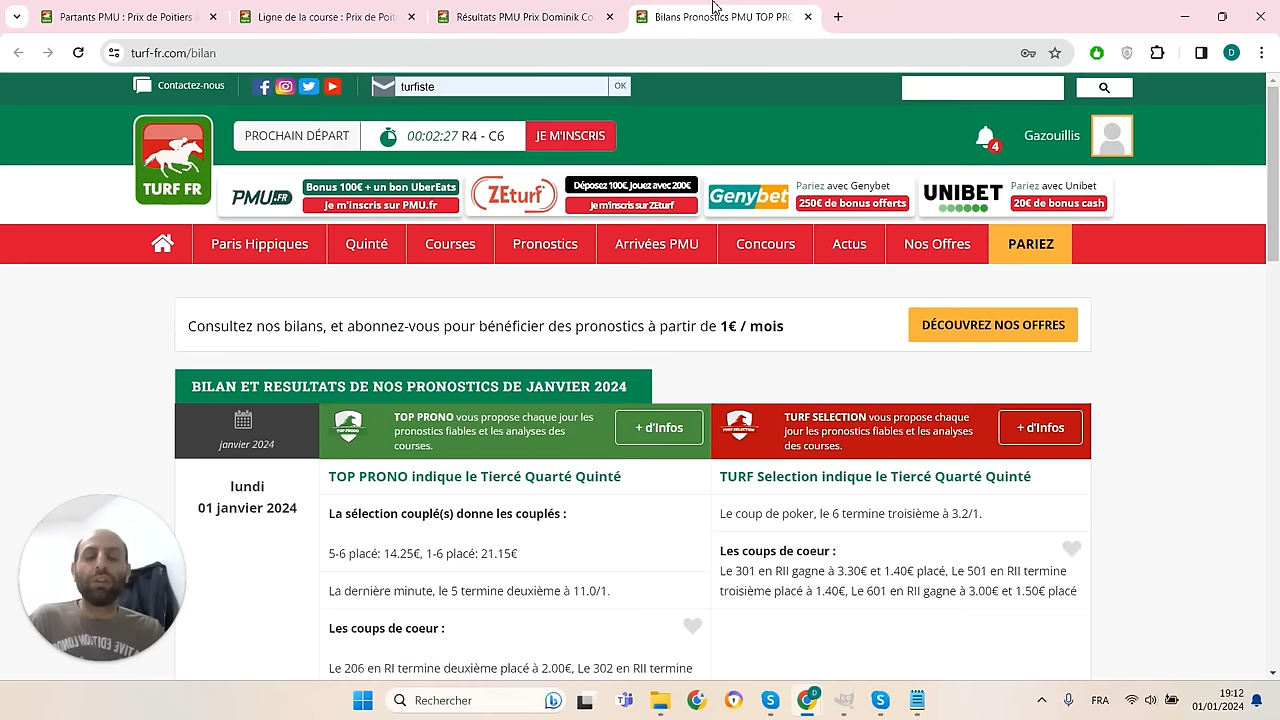 Partants PMU : Prix de Poitiers
Ligne de la course : Prix de Poit
Résultats PMU Prix Dominik Co
Bilans Pronostics PMU TOP PRO
turf-fr.com/bilan
D
Contactez-nous
turfiste
OK
PROCHAIN DÉPART
00:02:27 R4 - C6
JE M'INSCRIS
4
Gazouillis
TURF FR
PMU.FR
Bonus 100€ + un bon UberEats
Je m'inscris sur PMU.fr
ZEturf
Déposez 100€, Jouez avec 200€
Je m'inscris sur ZEturf
Genybet
Pariez avec Genybet
250€ de bonus offerts
UNIBET
Pariez avec Unibet
20€ de bonus cash
Paris Hippiques
Quinté
Courses
Pronostics
Arrivées PMU
Concours
Actus
Nos Offres
PARIEZ
Consultez nos bilans, et abonnez-vous pour bénéficier des pronostics à partir de 1€ / mois
DÉCOUVREZ NOS OFFRES
BILAN ET RESULTATS DE NOS PRONOSTICS DE JANVIER 2024
janvier 2024
TOP PRONO vous propose chaque jour les
pronostics fiables et les analyses des
courses.
+ d'Infos
TURF SELECTION vous propose chaque
jour les pronostics fiables et les analyses
des courses.
+ d'Infos
lundi
01 janvier 2024
TOP PRONO indique le Tiercé Quarté Quinté
La sélection couplé(s) donne les couplés :
5-6 placé: 14.25€, 1-6 placé: 21.15€
La dernière minute, le 5 termine deuxième à 11.0/1.
Les coups de coeur :
Le 206 en RI termine deuxième placé à 2.00€, Le 302 en RII termine
TURF Selection indique le Tiercé Quarté Quinté
Le coup de poker, le 6 termine troisième à 3.2/1.
Les coups de coeur :
Le 301 en RII gagne à 3.30€ et 1.40€ placé, Le 501 en RII termine
troisième placé à 1.40€, Le 601 en RII gagne à 3.00€ et 1.50€ placé
Rechercher
D
FRA
19:12
01/01/2024